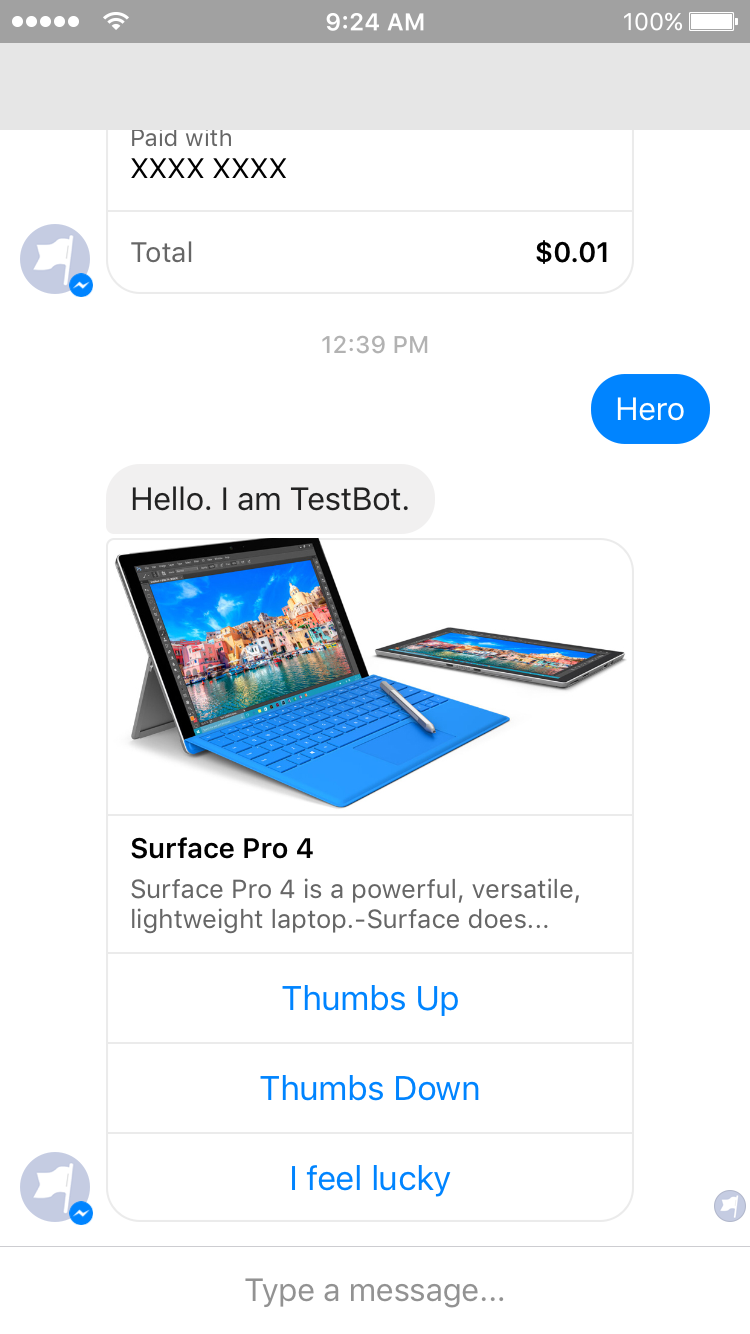 9:24 AM
100%
Paid with
XXXX XXXX
Total
$0.01
12:39 PM
Hero
Hello. I am TestBot.
Surface Pro 4
Surface Pro 4 is a powerful, versatile,
lightweight laptop.-Surface does...
Thumbs Up
Thumbs Down
I feel lucky
Type a message...